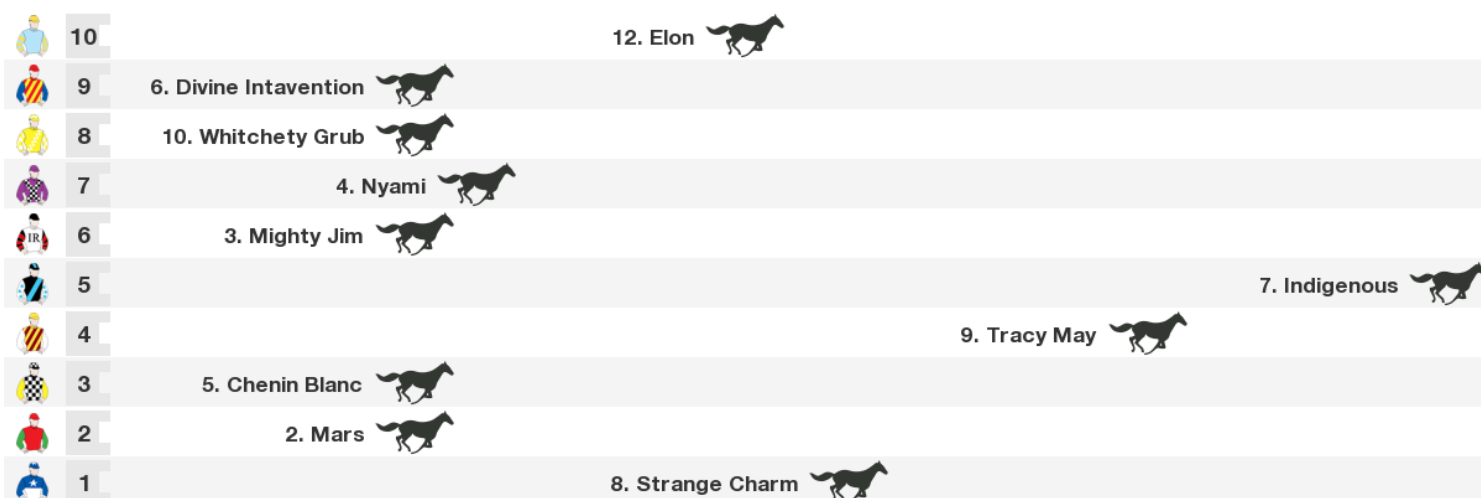 10 12. Elon
9 6. Divine Intavention
8 10. Whitchety Grub
7 4. Nyami
IR 6 3. Mighty Jim
5 7. Indigenous
4 9. Tracy May
3 5. Chenin Blanc
2 2. Mars
1 8. Strange Charm